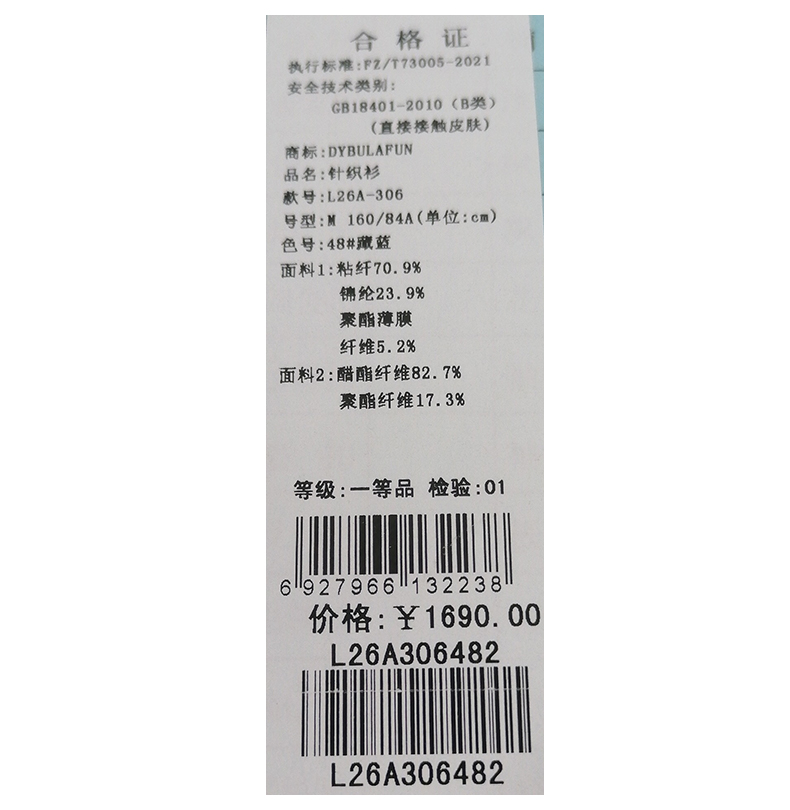 合格证
执行标准:FZ/T73005-2021
安全技术类别:
GB18401-2010（B类）
(直接接触皮肤)
商标:DYBULAFUN
品名:针织衫
款号:L26A-306
号型:M 160/84A(单位:cm)
色号:48#藏蓝
面料1:粘纤70.9%
锦纶23.9%
聚酯薄膜
纤维5.2%
面料2:醋酯纤维82.7%
聚酯纤维17.3%
等级:一等品 检验:01
6 927966 132238
价格:￥1690.00
L26A306482
L26A306482